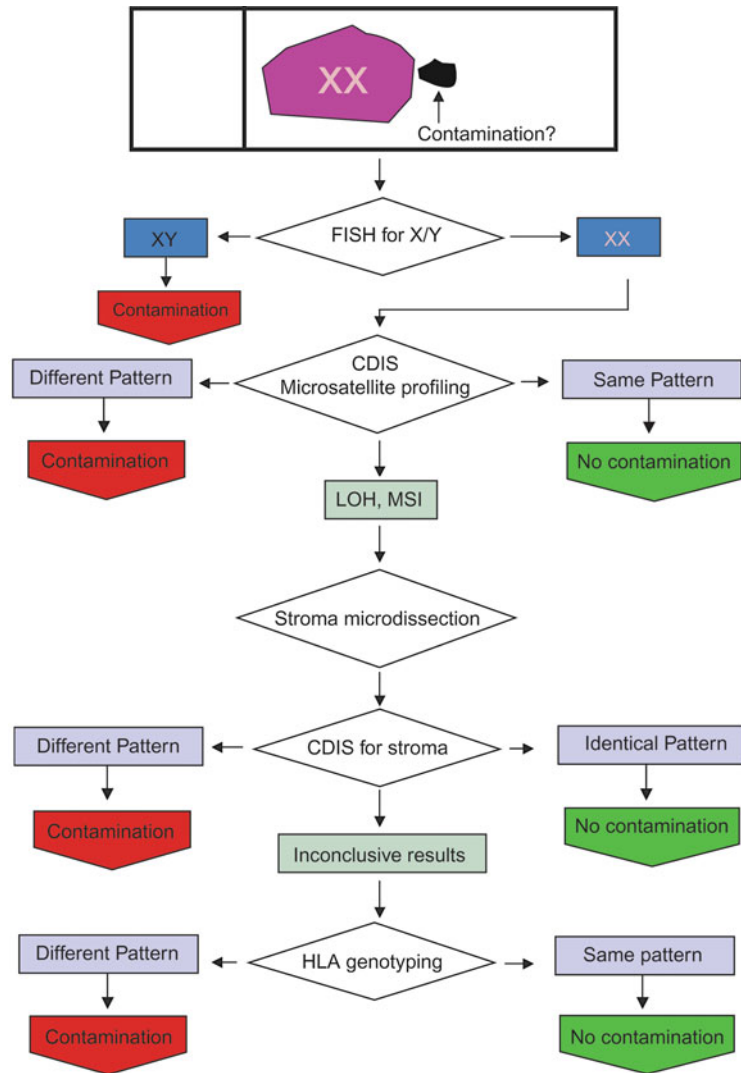 XX
Contamination?
XY
FISH for X/Y
XX
Contamination
Different Pattern
CDIS
Microsatellite profiling
Same Pattern
Contamination
No contamination
LOH, MSI
Stroma microdissection
Different Pattern
CDIS for stroma
Identical Pattern
Contamination
No contamination
Inconclusive results
Different Pattern
HLA genotyping
Same pattern
Contamination
No contamination